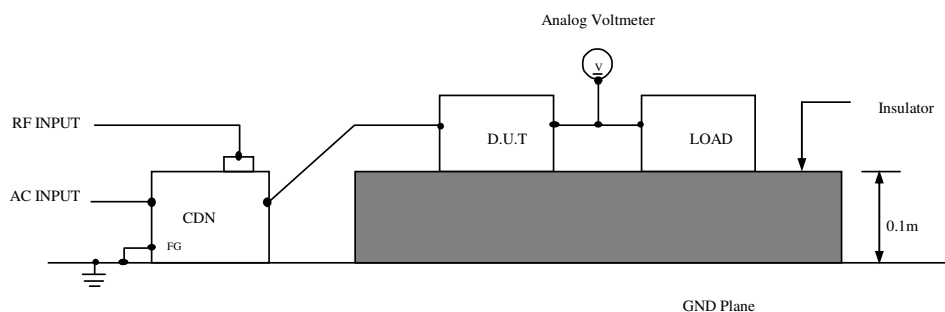 Analog Voltmeter
V
RF INPUT
Insulator
D.U.T
LOAD
AC INPUT
CDN
0.1m
FG
GND Plane